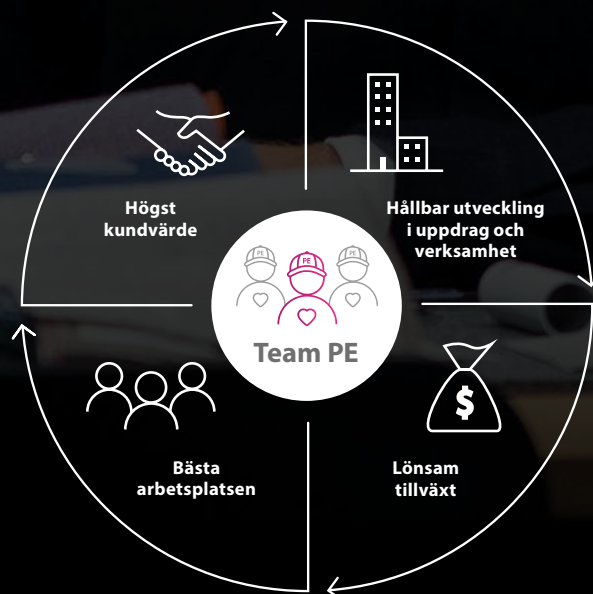 Högst
kundvärde
Hållbar utveckling
i uppdrag och
verksamhet
PE
PE
PE
Team PE
$
Bästa
arbetsplatsen
Lönsam
tillväxt